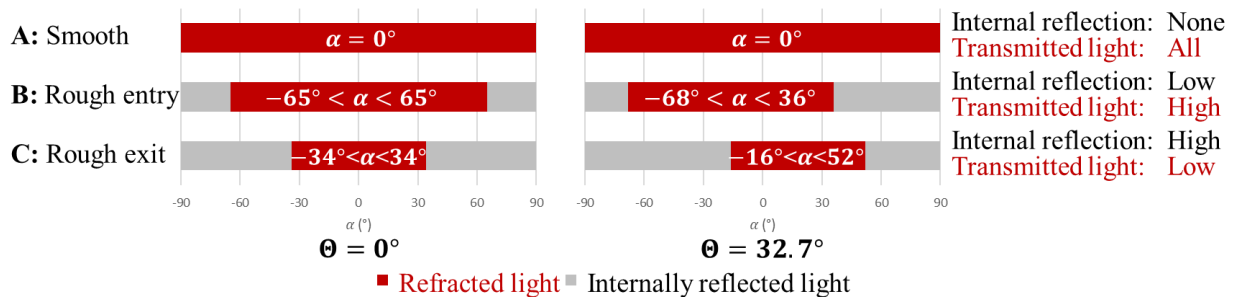 A: Smooth
α = 0°
α = 0°
Internal reflection: None
Transmitted light: All
B: Rough entry
−65° < α < 65°
−68° < α < 36°
Internal reflection: Low
Transmitted light: High
C: Rough exit
−34°<α<34°
−16°<α<52°
Internal reflection: High
Transmitted light: Low
-90 -60 -30 0 30 60 90
-90 -60 -30 0 30 60 90
α (°)
α (°)
Θ = 0°
Θ = 32.7°
Refracted light Internally reflected light